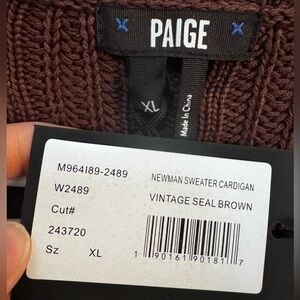 PAIGE
XL
Made In China
M964I89-2489
W2489
Cut#
243720
Sz XL
NEWMAN SWEATER CARDIGAN
VINTAGE SEAL BROWN
1 90161 90181 7